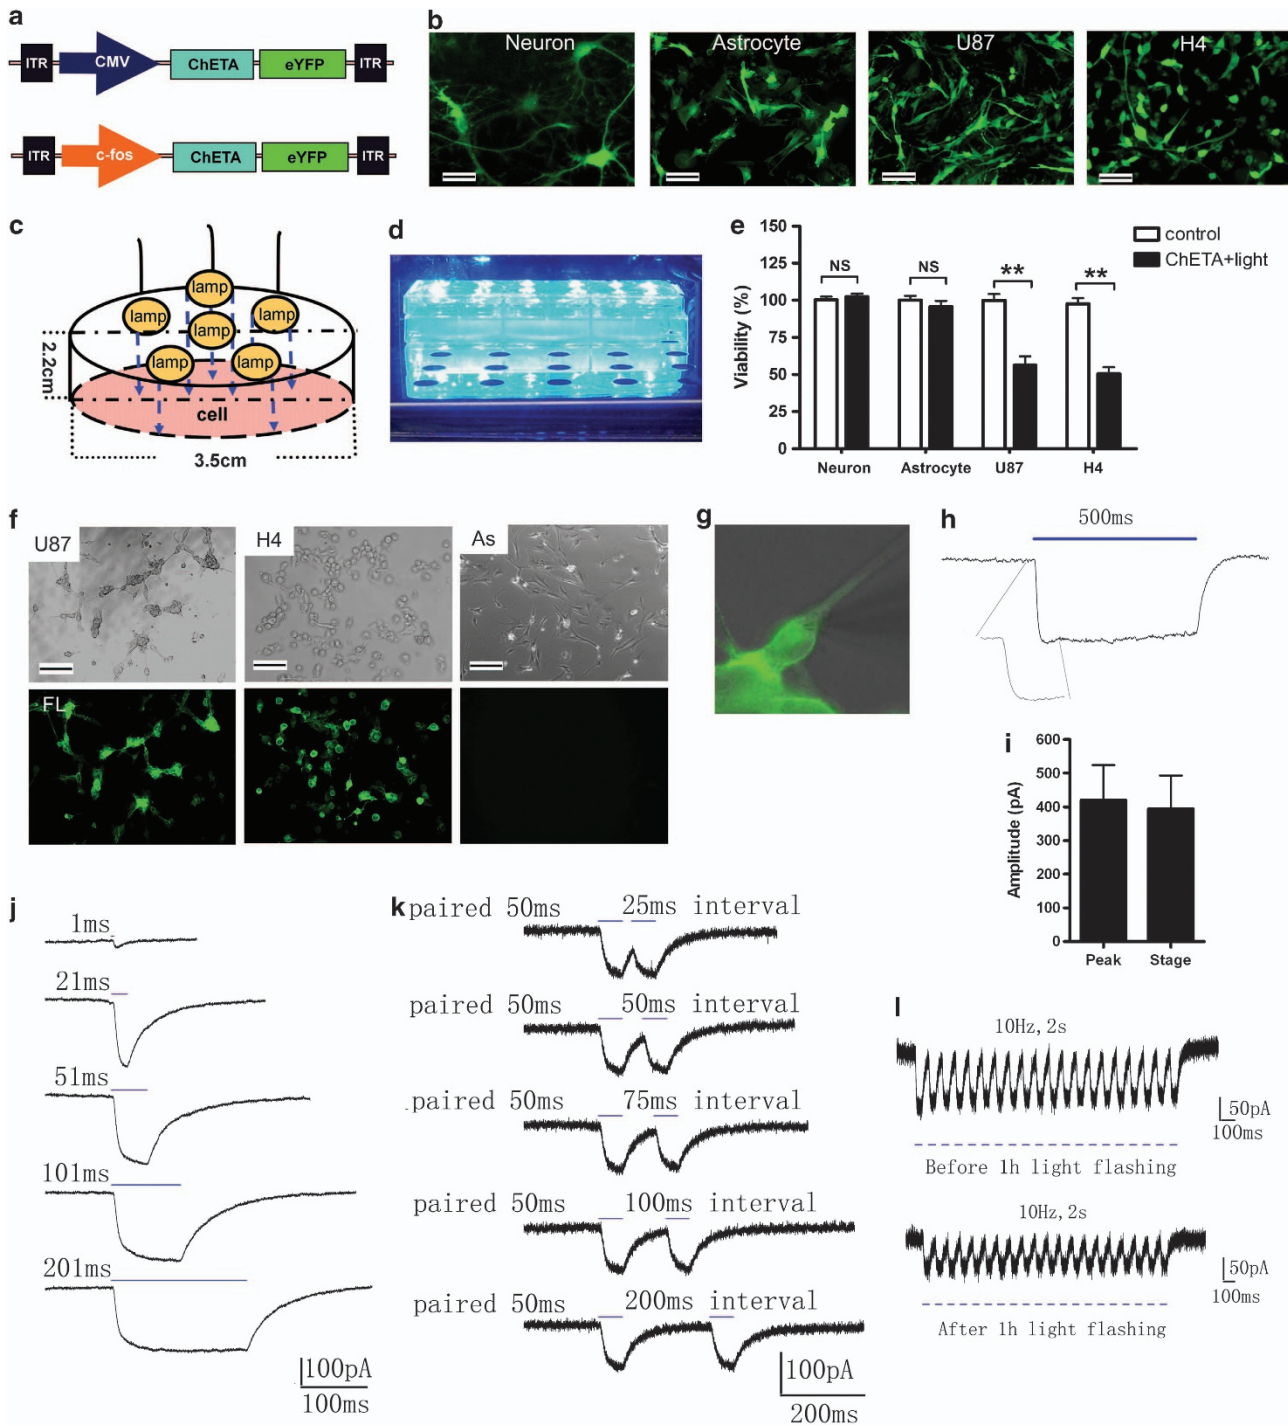 a
ITR CMV ChETA eYFP ITR
ITR c-fos ChETA eYFP ITR
b
Neuron Astrocyte U87 H4
c
lamp
lamp lamp lamp
lamp lamp
cell
2.2cm
3.5cm
d
e
control
ChETA+light
Viability (%)
150
125
100
75
50
25
0
NS NS ** **
Neuron Astrocyte U87 H4
f
U87 H4 As
FL
g
h
500ms
i
Amplitude (pA)
600
500
400
300
200
100
0
Peak Stage
j
1ms
21ms
51ms
101ms
201ms
100pA
100ms
k
paired 50ms 25ms interval
paired 50ms 50ms interval
paired 50ms 75ms interval
paired 50ms 100ms interval
paired 50ms 200ms interval
100pA
200ms
l
10Hz, 2s
50pA
100ms
Before 1h light flashing
10Hz, 2s
50pA
100ms
After 1h light flashing